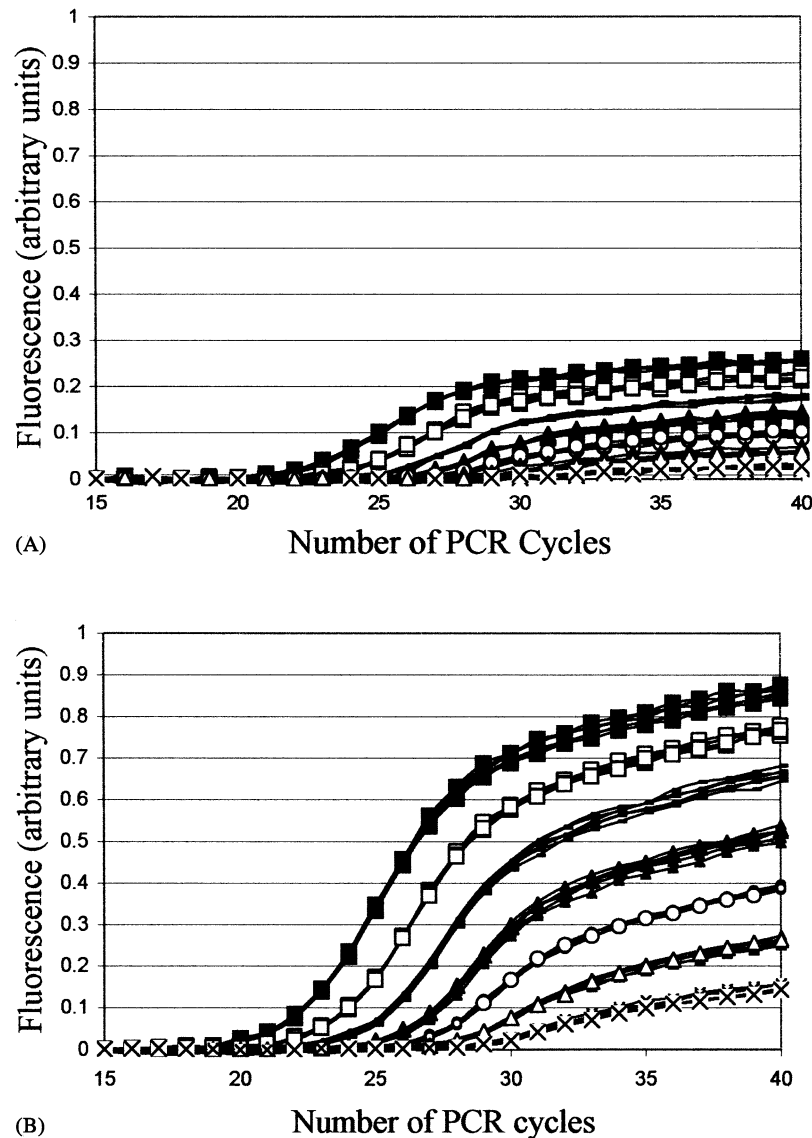 1
0.9
0.8
0.7
0.6
0.5
0.4
0.3
0.2
0.1
0
Fluorescence (arbitrary units)
15 20 25 30 35 40
(A)
Number of PCR Cycles
1
0.9
0.8
0.7
0.6
0.5
0.4
0.3
0.2
0.1
0
Fluorescence (arbitrary units)
15 20 25 30 35 40
(B)
Number of PCR cycles